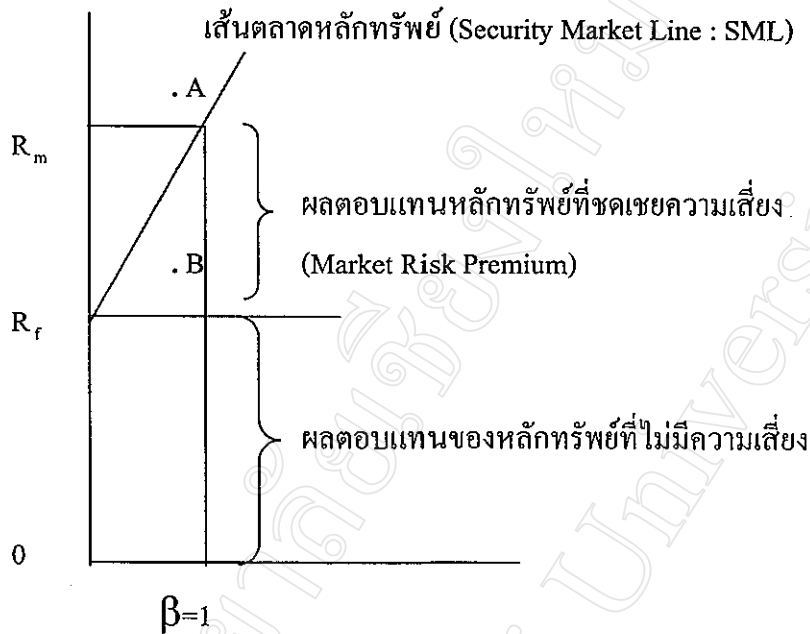 เส้นตลาดหลักทรัพย์ (Security Market Line : SML)
. A
Rm
ผลตอบแทนหลักทรัพย์ที่ชดเชยความเสี่ยง
. B
(Market Risk Premium)
Rf
ผลตอบแทนของหลักทรัพย์ที่ไม่มีความเสี่ยง
0
β=1